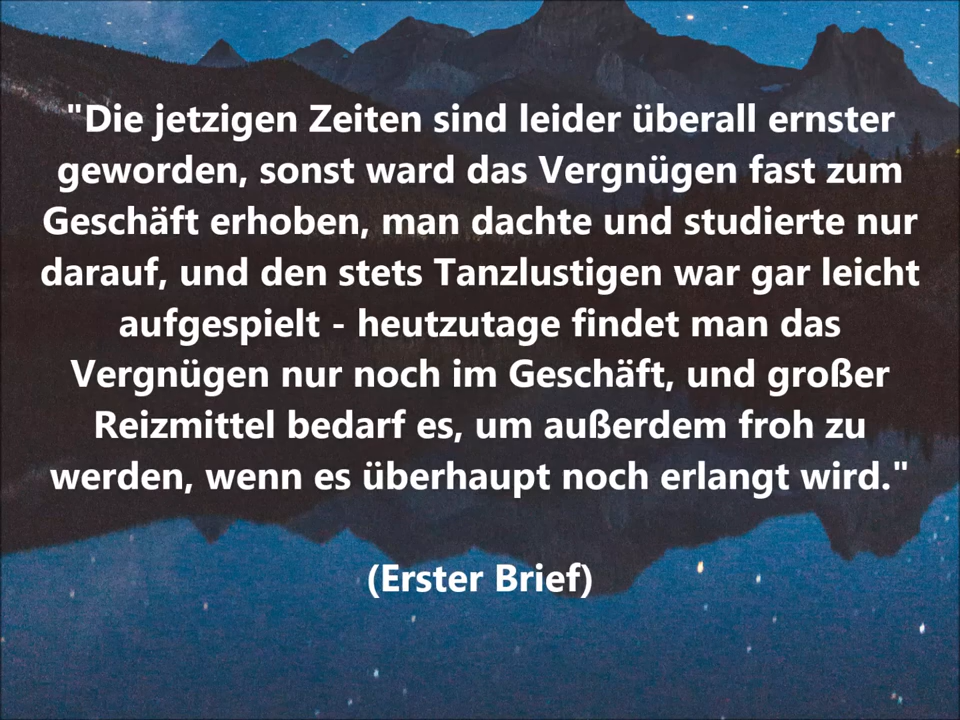 "Die jetzigen Zeiten sind leider überall ernster
geworden, sonst ward das Vergnügen fast zum
Geschäft erhoben, man dachte und studierte nur
darauf, und den stets Tanzlustigen war gar leicht
aufgespielt - heutzutage findet man das
Vergnügen nur noch im Geschäft, und großer
Reizmittel bedarf es, um außerdem froh zu
werden, wenn es überhaupt noch erlangt wird."
(Erster Brief)